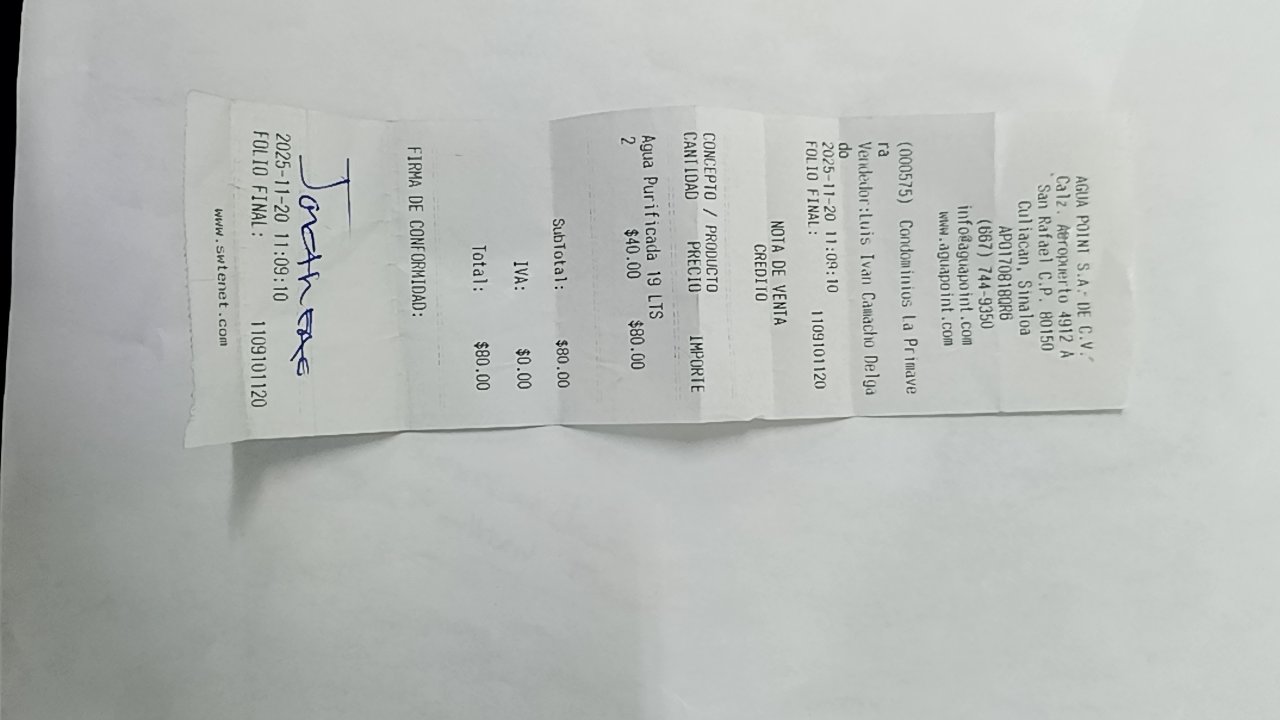 AGUA POINT S.A. DE C.V.
Calz. Aeropuerto 4912 A
San Rafael C.P. 80150
Culiacan, Sinaloa
APO170818QR6
(667) 744-9350
info@aguapoint.com
www.aguapoint.com
(000575) Condominios La Primave
ra
Vendedor:Luis Ivan Camacho Delga
do
2025-11-20 11:09:10
FOLIO FINAL: 1109101120
NOTA DE VENTA
CREDITO
CONCEPTO / PRODUCTO
CANTIDAD PRECIO IMPORTE
Agua Purificada 19 LTS
2 $40.00 $80.00
SubTotal: $80.00
IVA: $0.00
Total: $80.00
FIRMA DE CONFORMIDAD:
2025-11-20 11:09:10
FOLIO FINAL: 1109101120
www.swtenet.com